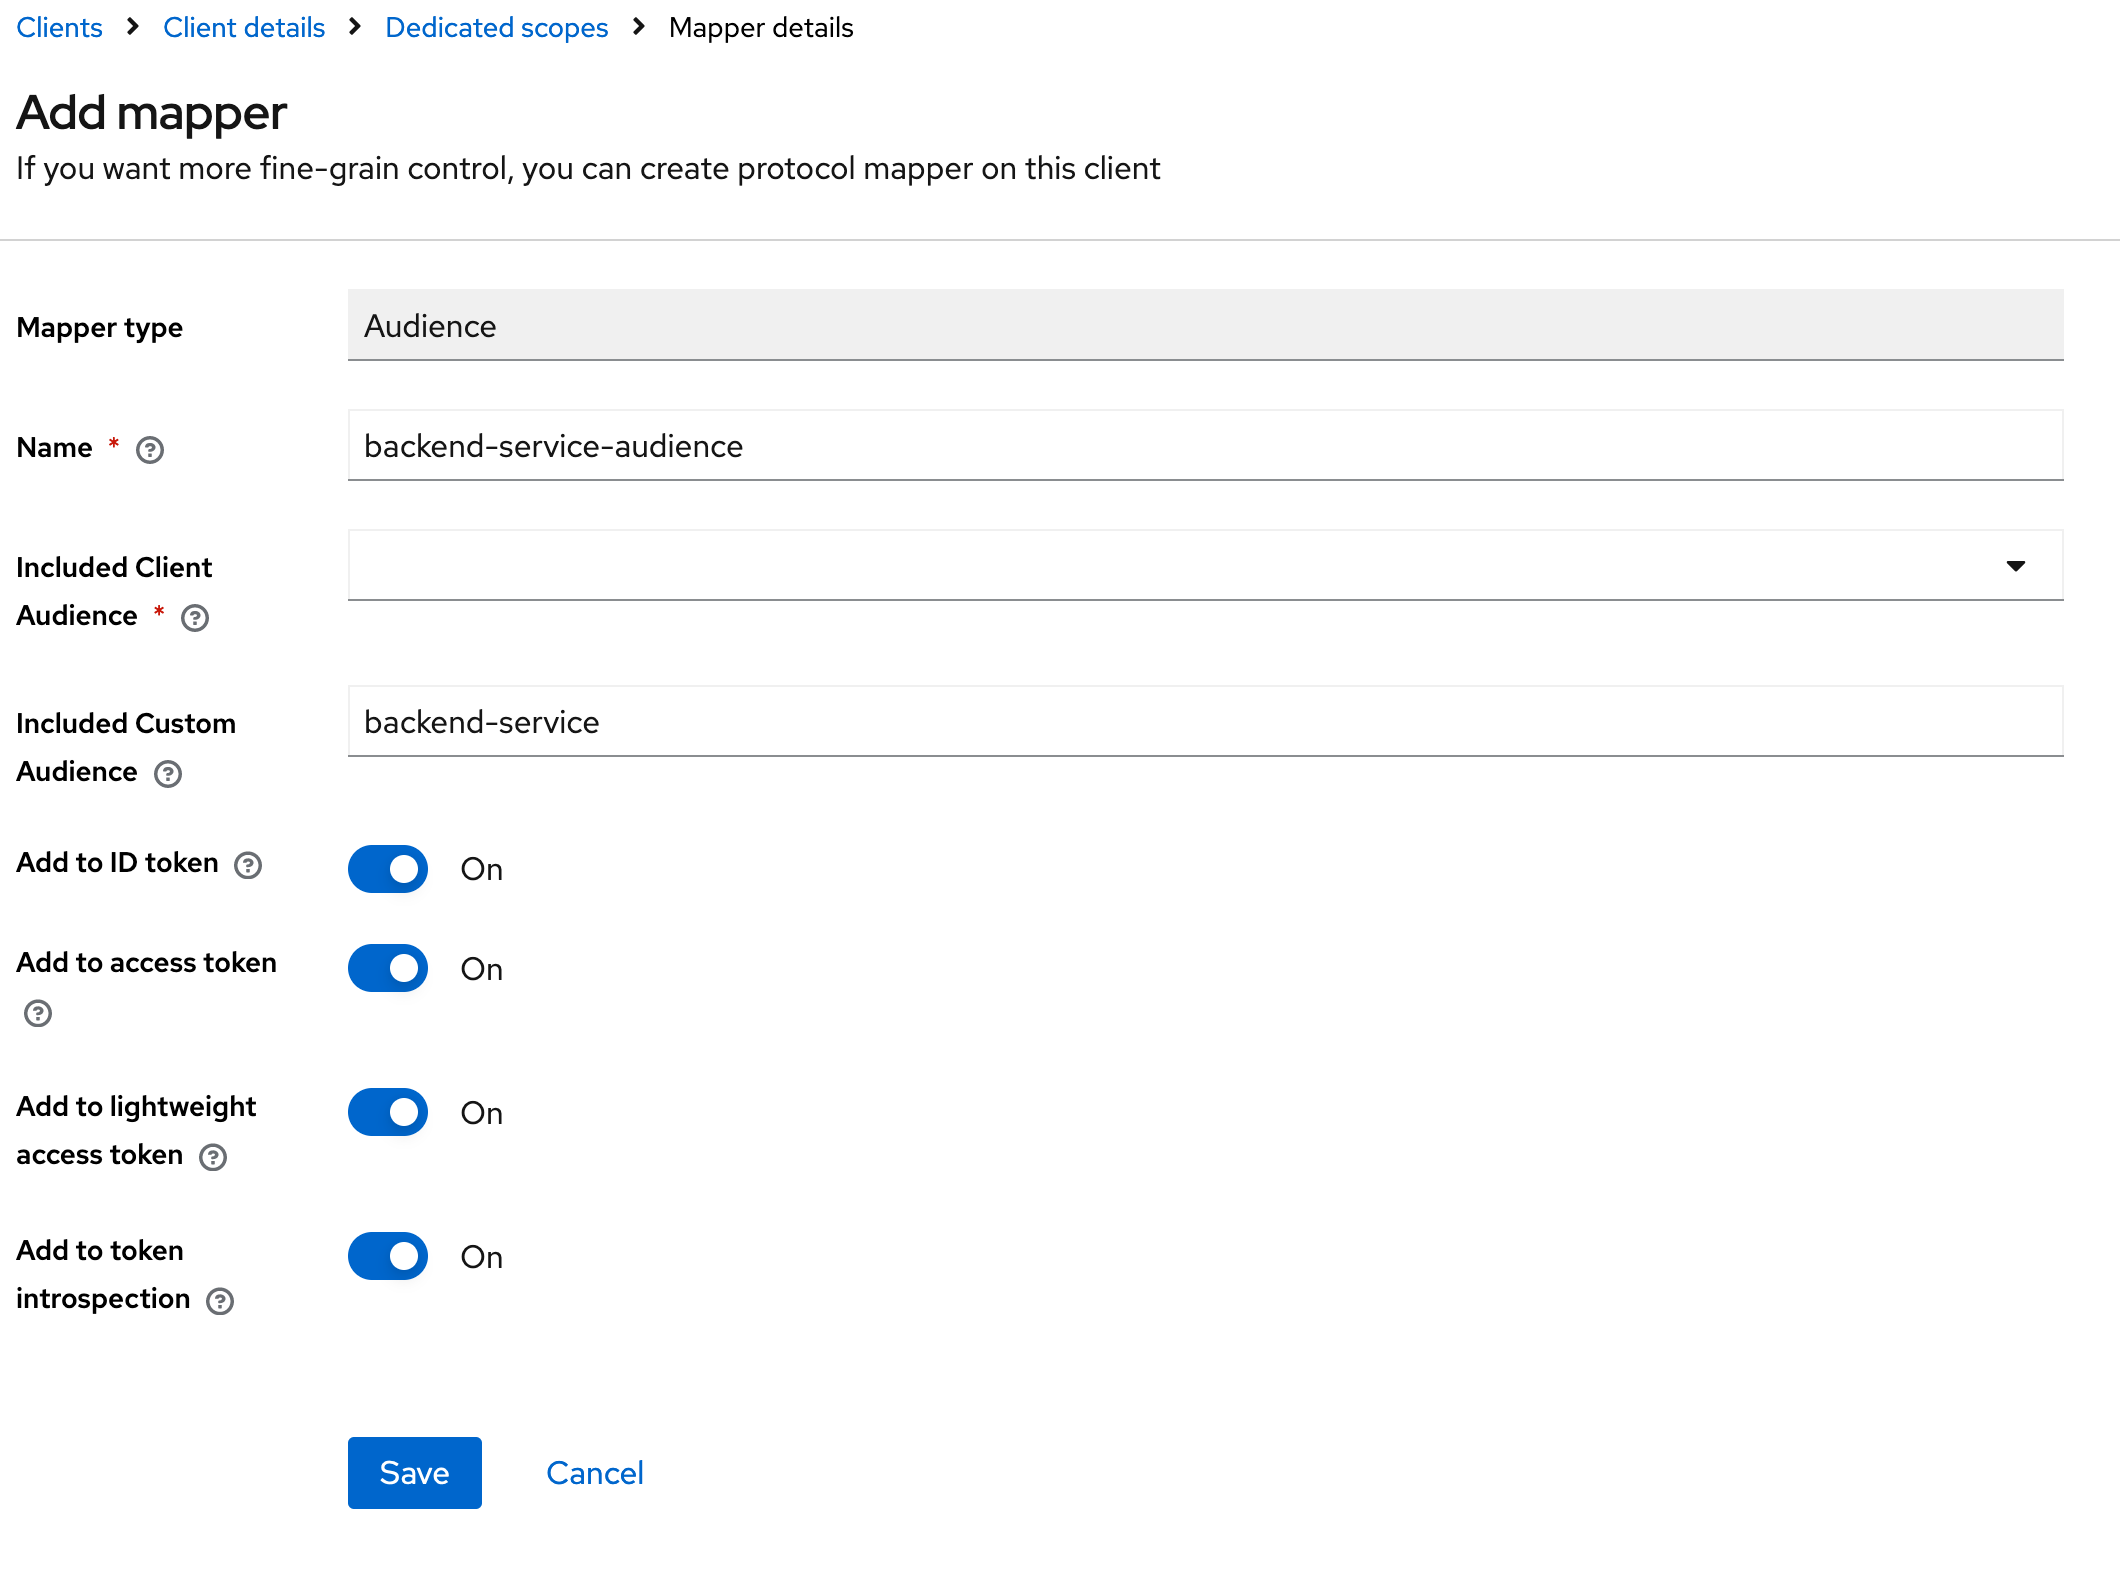 Clients > Client details > Dedicated scopes > Mapper details
Add mapper
If you want more fine-grain control, you can create protocol mapper on this client
Mapper type
Audience
Name *
backend-service-audience
Included Client
Audience *
Included Custom
Audience
backend-service
Add to ID token
On
Add to access token
On
Add to lightweight
access token
On
Add to token
introspection
On
Save
Cancel